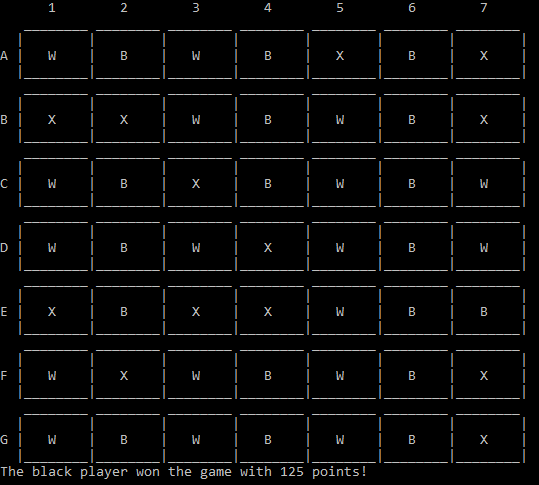 1 2 3 4 5 6 7
A W B W B X B X
B X X W B W B X
C W B X B W B W
D W B W X W B W
E X B X X W B B
F W X W B W B X
G W B W B W B X
The black player won the game with 125 points!